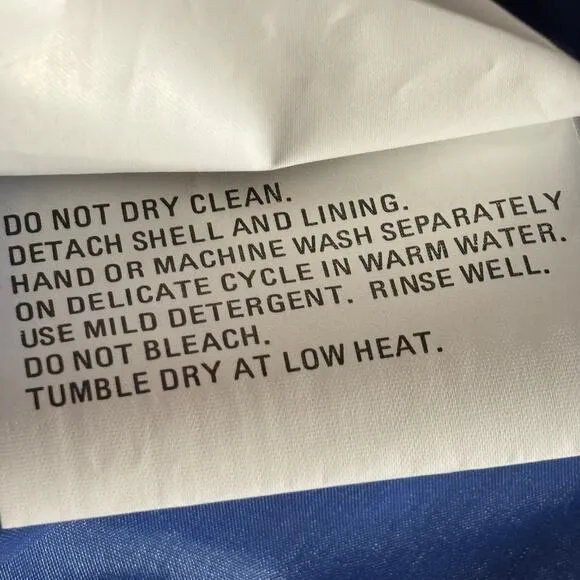 DO NOT DRY CLEAN.
DETACH SHELL AND LINING.
HAND OR MACHINE WASH SEPARATELY
ON DELICATE CYCLE IN WARM WATER.
USE MILD DETERGENT. RINSE WELL.
DO NOT BLEACH.
TUMBLE DRY AT LOW HEAT.